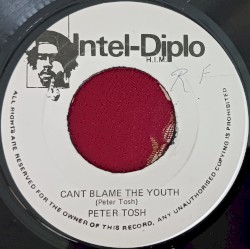 Intel-Diplo
H.I.M.
R F
CANT BLAME THE YOUTH
(Peter Tosh)
PETER TOSH
ALL RIGHTS ARE RESERVED FOR THE OWNER OF THIS RECORD, ANY UNAUTHORISED COPYING IS STRICTLY PROHIBITED